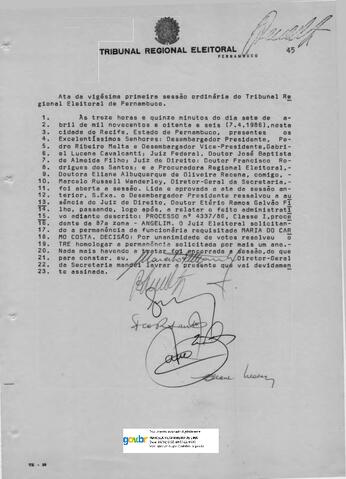 TRIBUNAL REGIONAL ELEITORAL
PERNAMBUCO
45
Ata da vigésima primeira sessão ordinária do Tribunal Re
gional Eleitoral de Pernambuco.
1. Às treze horas e quinze minutos do dia sete de a
2. bril de mil novecentos e oitenta e seis (7.4.1986), neste
3. cidade do Recife, Estado de Pernambuco, presentes os
4. Excelentíssimos Senhores: Desembargador Presidente, Pe
5. dro Ribeiro Malta e Desembargador Vice-Presidente, Gabri
6. el Lucena Cavalcanti; Juiz Federal, Doutor José Baptista
7. de Almeida Filho; Juiz de Direito: Doutor Francisco Ro
8. drigues dos Santos; e a Procuradora Regional Eleitoral,
9. Doutora Eliana Albuquerque de Oliveira Recena, comigo,
10. Marcelo Russell Wanderley, Diretor-Geral da Secretaria,
11. foi aberta a sessão. Lida e aprovada a ata da sessão an
12. terior, S.Exa. o Desembargador Presidente ressalvou a au
13. sência do Juiz de Direito, Doutor Etério Ramos Galvão Fi
14. lho, passando, logo após, a relatar o feito administrati
15. vo adiante descrito: PROCESSO nº 4337/86, Classe I, proce
16. dente da 87a Zona - ANGELIM. O Juiz Eleitoral solicitan
17. do a permanência da funcionária requisitada MARIA DO CAR
18. MO COSTA. DECISÃO: Por unanimidade de votos resolveu o
19. TRE homologar a permanência solicitada por mais um ano.
20. Nada mais havendo a tratar foi encerrada a sessão, do que
21. para constar, eu, Diretor-Geral
22. da Secretaria mandei lavrar a presente que vai devidamen
23. te assinada.
gov.br
TE - 30